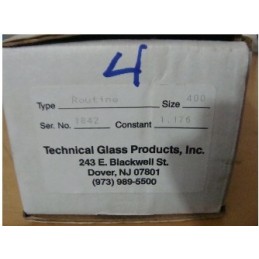 4
Type Routine Size 400
Ser. No. 1842 Constant 1.176
Technical Glass Products, Inc.
243 E. Blackwell St.
Dover, NJ 07801
(973) 989-5500